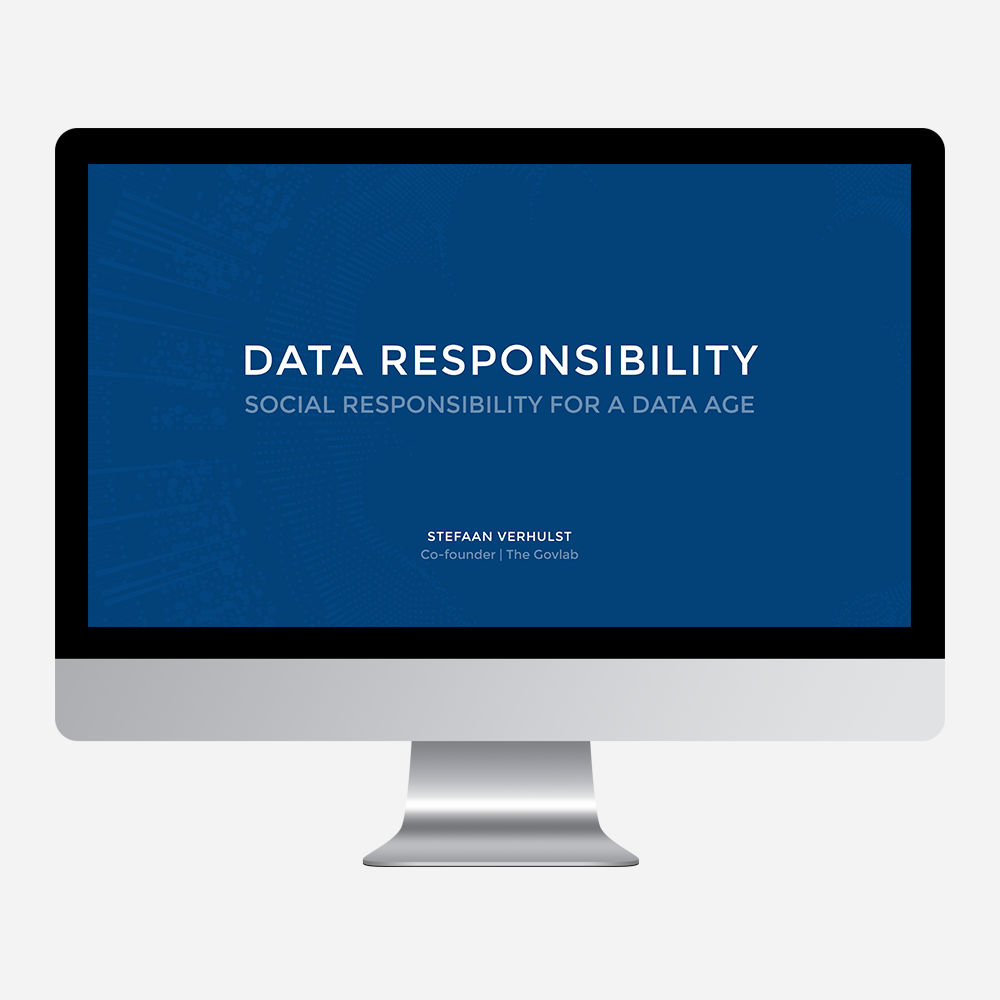 DATA RESPONSIBILITY
SOCIAL RESPONSIBILITY FOR A DATA AGE
STEFAAN VERHULST
Co-founder | The Govlab